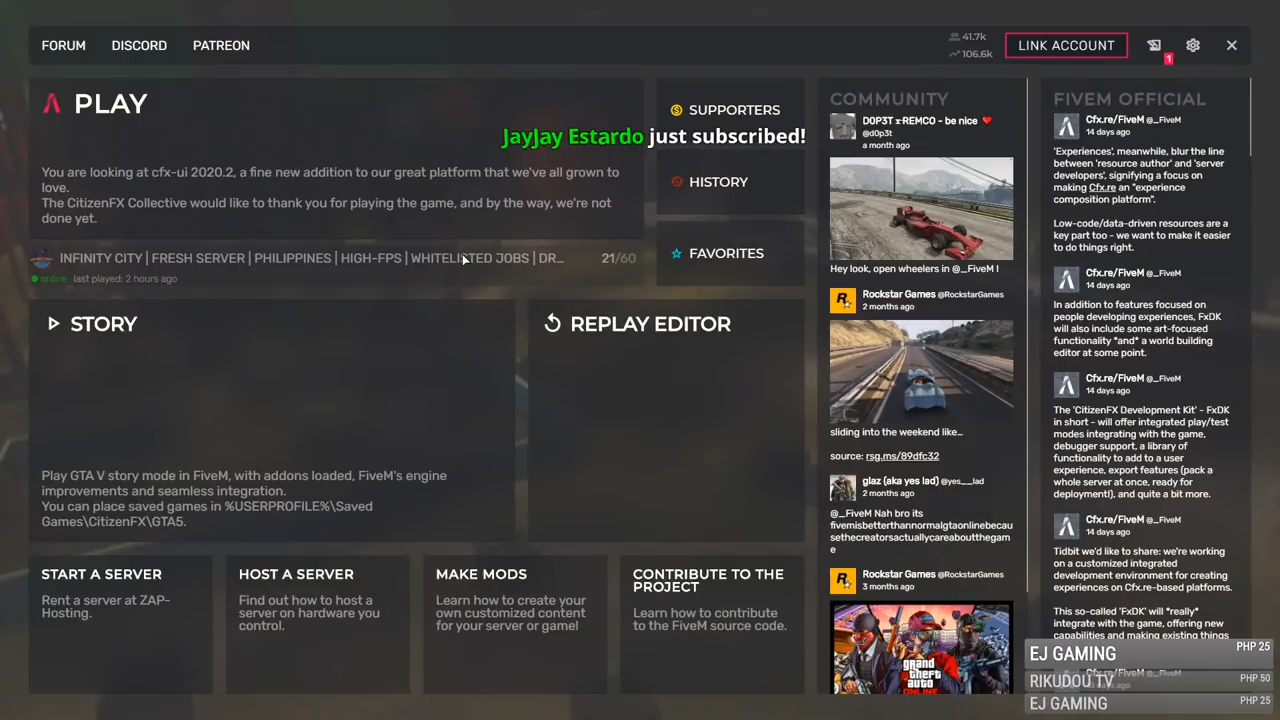 FORUM
DISCORD
PATREON
41.7k
106.6k
LINK ACCOUNT
1
PLAY
You are looking at cfx-ui 2020.2, a fine new addition to our great platform that we've all grown to
love.
The CitizenFX Collective would like to thank you for playing the game, and by the way, we're not
done yet.
JayJay Estardo just subscribed!
INFINITY CITY | FRESH SERVER | PHILIPPINES | HIGH-FPS | WHITELISTED JOBS | DR...
21/60
online last played: 2 hours ago
SUPPORTERS
HISTORY
FAVORITES
STORY
Play GTA V story mode in FiveM, with addons loaded, FiveM's engine
improvements and seamless integration.
You can place saved games in %USERPROFILE%\Saved
Games\CitizenFX\GTA5.
REPLAY EDITOR
START A SERVER
Rent a server at ZAP-
Hosting.
HOST A SERVER
Find out how to host a
server on hardware you
control.
MAKE MODS
Learn how to create your
own customized content
for your server or game!
CONTRIBUTE TO THE
PROJECT
Learn how to contribute
to the FiveM source code.
COMMUNITY
D0P3T x REMCO - be nice ❤
@d0p3t
a month ago
Hey look, open wheelers in @_FiveM !
Rockstar Games @RockstarGames
2 months ago
sliding into the weekend like...
source: rsg.ms/89dfc32
glaz (aka yes lad) @yes__lad
2 months ago
@_FiveM Nah bro its
fivemisbetterthannormalgtaonlinebecau
sethecreatorsactuallycareaboutthegam
e
Rockstar Games @RockstarGames
3 months ago
grand
theft
auto
ONLINE
FIVEM OFFICIAL
Cfx.re/FiveM @_FiveM
14 days ago
'Experiences', meanwhile, blur the line
between 'resource author' and 'server
developers', signifying a focus on
making Cfx.re an "experience
composition platform".
Low-code/data-driven resources are a
key part too - we want to make it easier
to do things right.
Cfx.re/FiveM @_FiveM
14 days ago
In addition to features focused on
people developing experiences, FxDK
will also include some art-focused
functionality *and* a world building
editor at some point.
Cfx.re/FiveM @_FiveM
14 days ago
The 'CitizenFX Development Kit' - FxDK
in short - will offer integrated play/test
modes integrating with the game,
debugger support, a library of
functionality to add to a user
experience, export features (pack a
whole server at once, ready for
deployment!), and quite a bit more.
Cfx.re/FiveM @_FiveM
14 days ago
Tidbit we'd like to share: we're working
on a customized integrated
development environment for creating
experiences on Cfx.re-based platforms.
This so-called 'FxDK' will *really*
integrate with the game, offering new
capabilities and making existing things
EJ GAMING PHP 25
RIKUDOU TV PHP 50
EJ GAMING PHP 25